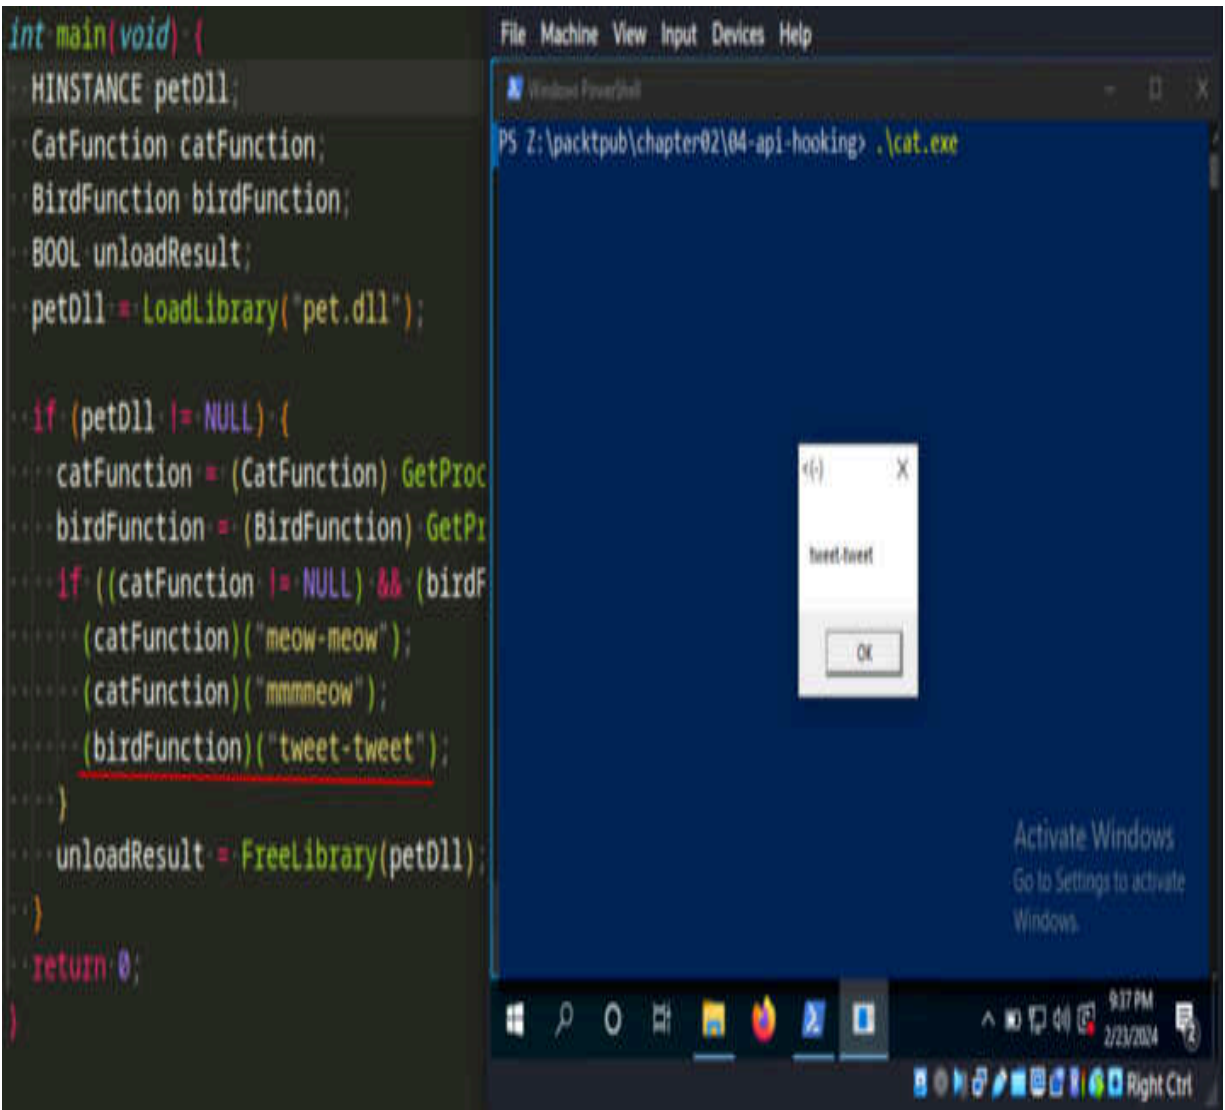 int main(void) {
HINSTANCE petDll;
CatFunction catFunction;
BirdFunction birdFunction;
BOOL unloadResult;
petDll = LoadLibrary("pet.dll");
if (petDll != NULL) {
catFunction = (CatFunction) GetProc
birdFunction = (BirdFunction) GetPr
if ((catFunction != NULL) && (birdF
(catFunction)("meow-meow");
(catFunction)("mmmmeow");
(birdFunction)("tweet-tweet");
}
unloadResult = FreeLibrary(petDll);
}
return 0;
}
File Machine View Input Devices Help
Windows PowerShell
PS Z:\packtpub\chapter02\04-api-hooking> .\cat.exe
<(-)
tweet-tweet
OK
Activate Windows
Go to Settings to activate
Windows.
9:37 PM
2/23/2024
2
Right Ctrl